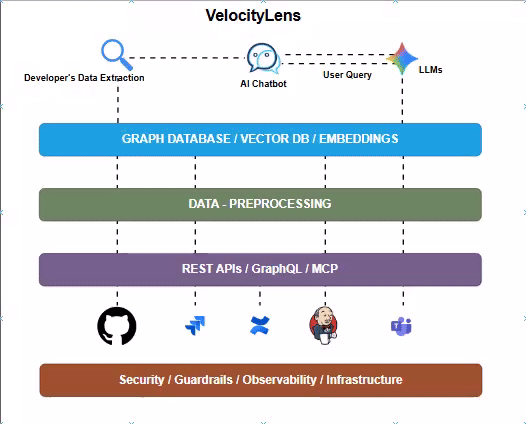 VelocityLens
Developer's Data Extraction
AI Chatbot
User Query
LLMs
GRAPH DATABASE / VECTOR DB / EMBEDDINGS
DATA - PREPROCESSING
REST APIs / GraphQL / MCP
Security / Guardrails / Observability / Infrastructure